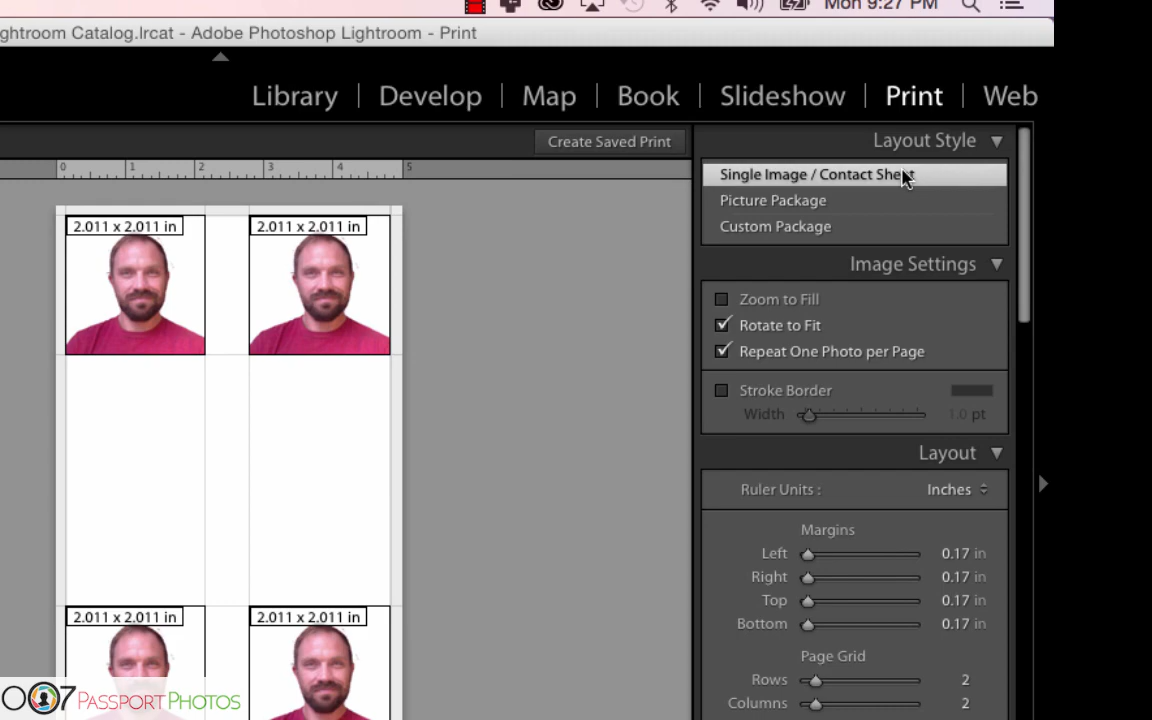 Mon 9:27 PM
ghtroom Catalog.lrcat - Adobe Photoshop Lightroom - Print
Library | Develop | Map | Book | Slideshow | Print | Web
Create Saved Print
Layout Style
0 1 2 3 4 5
Single Image / Contact Sheet
Picture Package
Custom Package
2.011 x 2.011 in
2.011 x 2.011 in
Image Settings
Zoom to Fill
Rotate to Fit
Repeat One Photo per Page
Stroke Border
Width 1.0 pt
Layout
Ruler Units : Inches
Margins
Left 0.17 in
Right 0.17 in
Top 0.17 in
Bottom 0.17 in
2.011 x 2.011 in
2.011 x 2.011 in
Page Grid
Rows 2
Columns 2
007 PASSPORT PHOTOS